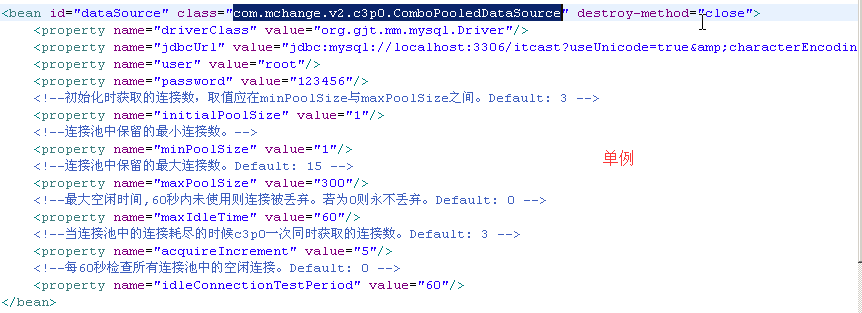 <bean id="dataSource" class="com.mchange.v2.c3p0.ComboPooledDataSource" destroy-method="close">
<property name="driverClass" value="org.gjt.mm.mysql.Driver"/>
<property name="jdbcUrl" value="jdbc:mysql://localhost:3306/itcast?useUnicode=true&amp;characterEncodin
<property name="user" value="root"/>
<property name="password" value="123456"/>
<!--初始化时获取的连接数，取值应在minPoolSize与maxPoolSize之间。Default: 3 -->
<property name="initialPoolSize" value="1"/>
<!--连接池中保留的最小连接数。-->
<property name="minPoolSize" value="1"/>
单例
<!--连接池中保留的最大连接数。Default: 15 -->
<property name="maxPoolSize" value="300"/>
<!--最大空闲时间,60秒内未使用则连接被丢弃。若为0则永不丢弃。Default: 0 -->
<property name="maxIdleTime" value="60"/>
<!--当连接池中的连接耗尽的时候c3p0一次同时获取的连接数。Default: 3 -->
<property name="acquireIncrement" value="5"/>
<!--每60秒检查所有连接池中的空闲连接。Default: 0 -->
<property name="idleConnectionTestPeriod" value="60"/>
</bean>